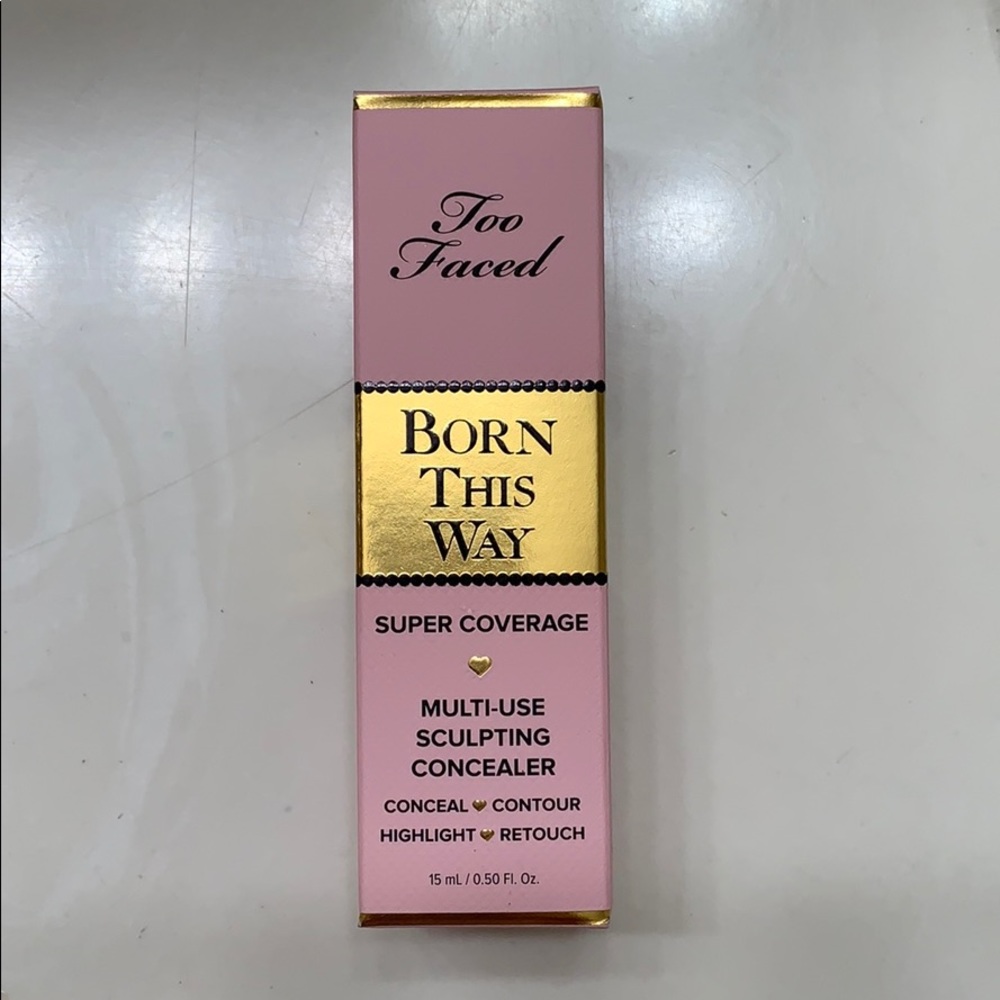 Too
Faced
BORN
THIS
WAY
SUPER COVERAGE
MULTI-USE
SCULPTING
CONCEALER
CONCEAL CONTOUR
HIGHLIGHT RETOUCH
15 mL / 0.50 Fl. Oz.